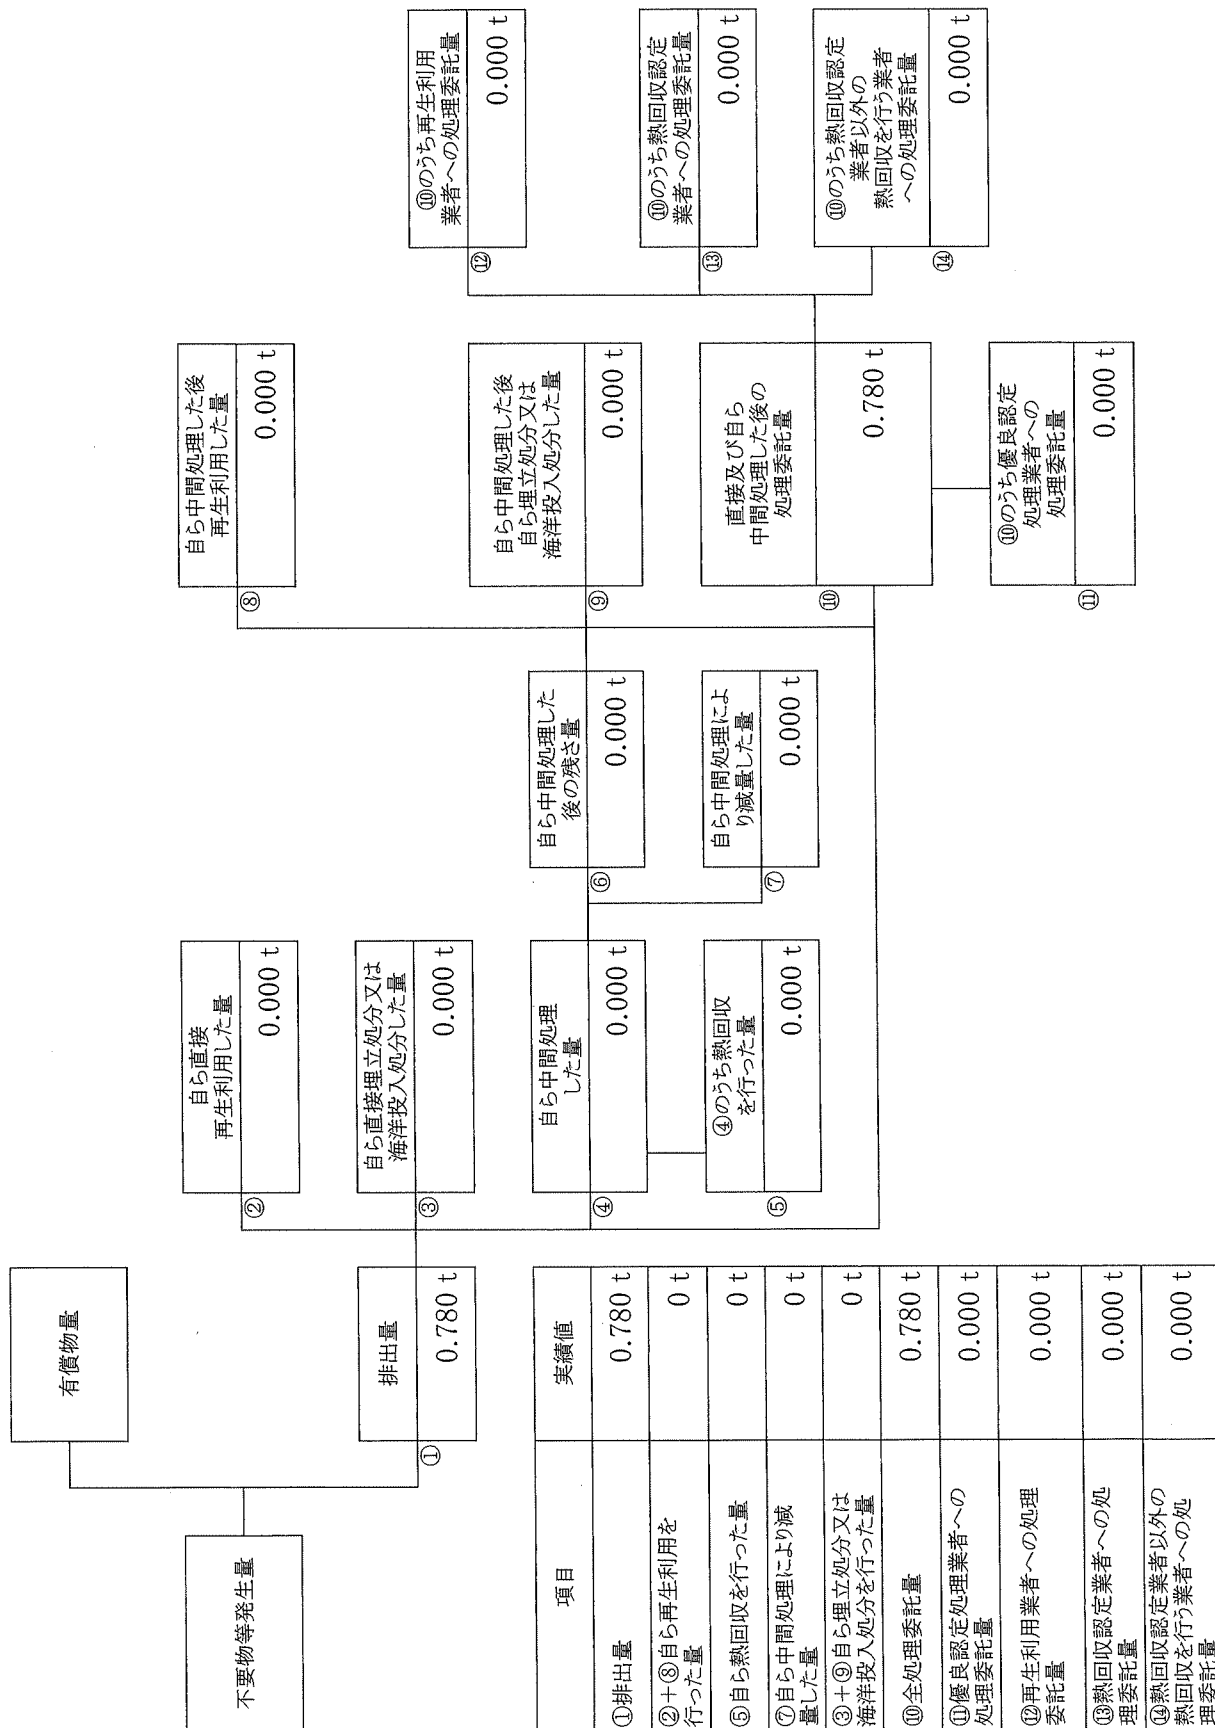 不要物等発生量
有償物量
排出量
①
0.780 t
自ら直接
再生利用した量
②
0.000 t
自ら直接埋立処分又は
海洋投入処分した量
③
0.000 t
自ら中間処理
した量
④
0.000 t
④のうち熱回収
を行った量
⑤
0.000 t
自ら中間処理した
後の残さ量
⑥
0.000 t
自ら中間処理によ
り減量した量
⑦
0.000 t
自ら中間処理した後
再生利用した量
⑧
0.000 t
自ら中間処理した後
自ら埋立処分又は
海洋投入処分した量
⑨
0.000 t
直接及び自ら
中間処理した後の
処理委託量
⑩
0.780 t
⑩のうち優良認定
処理業者への
処理委託量
⑪
0.000 t
⑩のうち再生利用
業者への処理委託量
⑫
0.000 t
⑩のうち熱回収認定
業者への処理委託量
⑬
0.000 t
⑩のうち熱回収認定
業者以外の
熱回収を行う業者
への処理委託量
⑭
0.000 t
項目 実績値
①排出量 0.780 t
②+⑧自ら再生利用を
行った量 0 t
⑤自ら熱回収を行った量 0 t
⑦自ら中間処理により減
量した量 0 t
③+⑨自ら埋立処分又は
海洋投入処分を行った量 0 t
⑩全処理委託量 0.780 t
⑪優良認定処理業者への
処理委託量 0.000 t
⑫再生利用業者への処理
委託量 0.000 t
⑬熱回収認定業者への処
理委託量 0.000 t
⑭熱回収認定業者以外の
熱回収を行う業者への処
理委託量 0.000 t